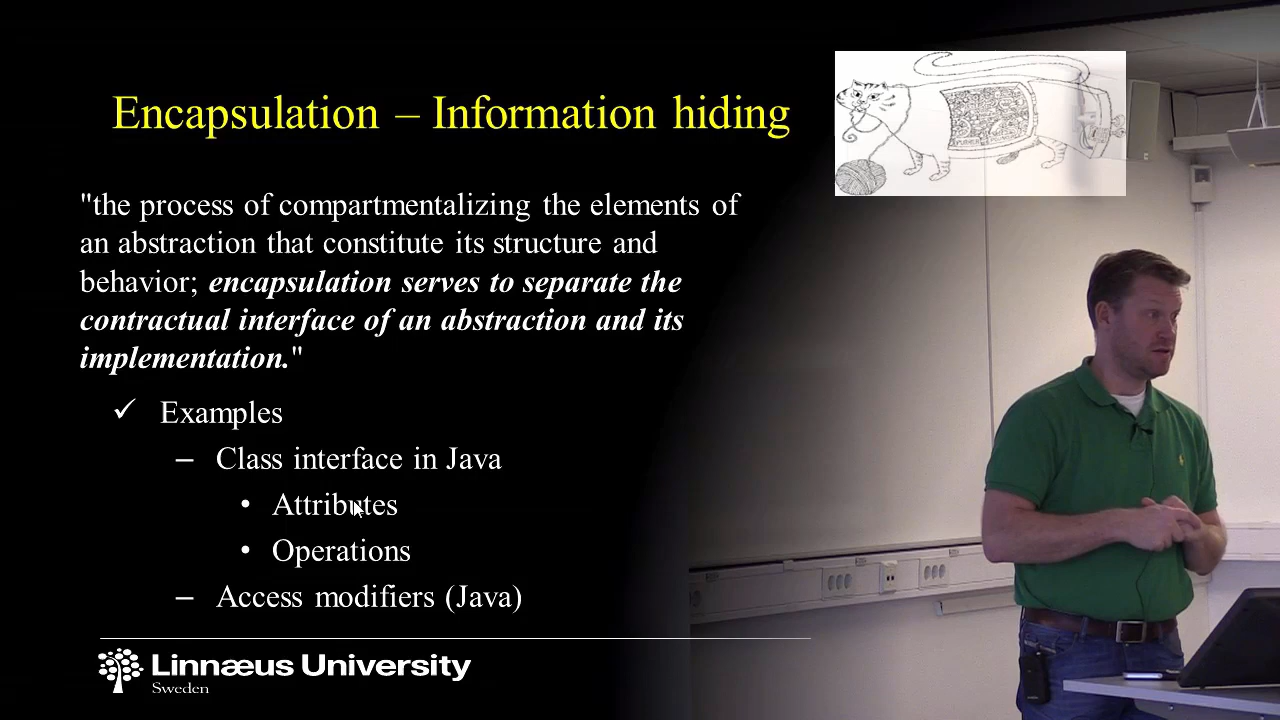 Encapsulation – Information hiding
"the process of compartmentalizing the elements of
an abstraction that constitute its structure and
behavior; encapsulation serves to separate the
contractual interface of an abstraction and its
implementation."
✓ Examples
– Class interface in Java
• Attributes
• Operations
– Access modifiers (Java)
Linnæus University
Sweden